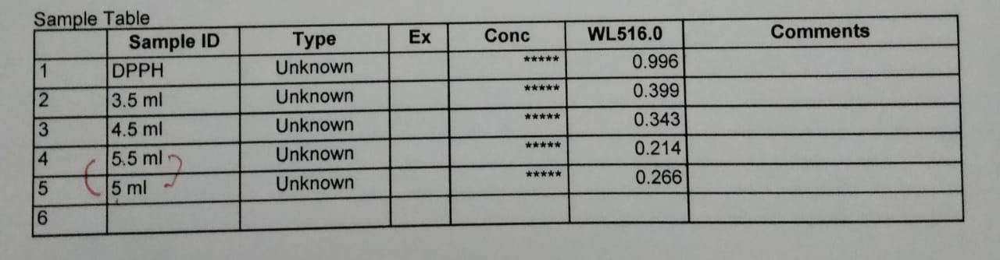 Sample Table
Sample ID Type Ex Conc WL516.0 Comments
1 DPPH Unknown ***** 0.996
2 3.5 ml Unknown ***** 0.399
3 4.5 ml Unknown ***** 0.343
4 5.5 ml Unknown ***** 0.214
5 5 ml Unknown ***** 0.266
6